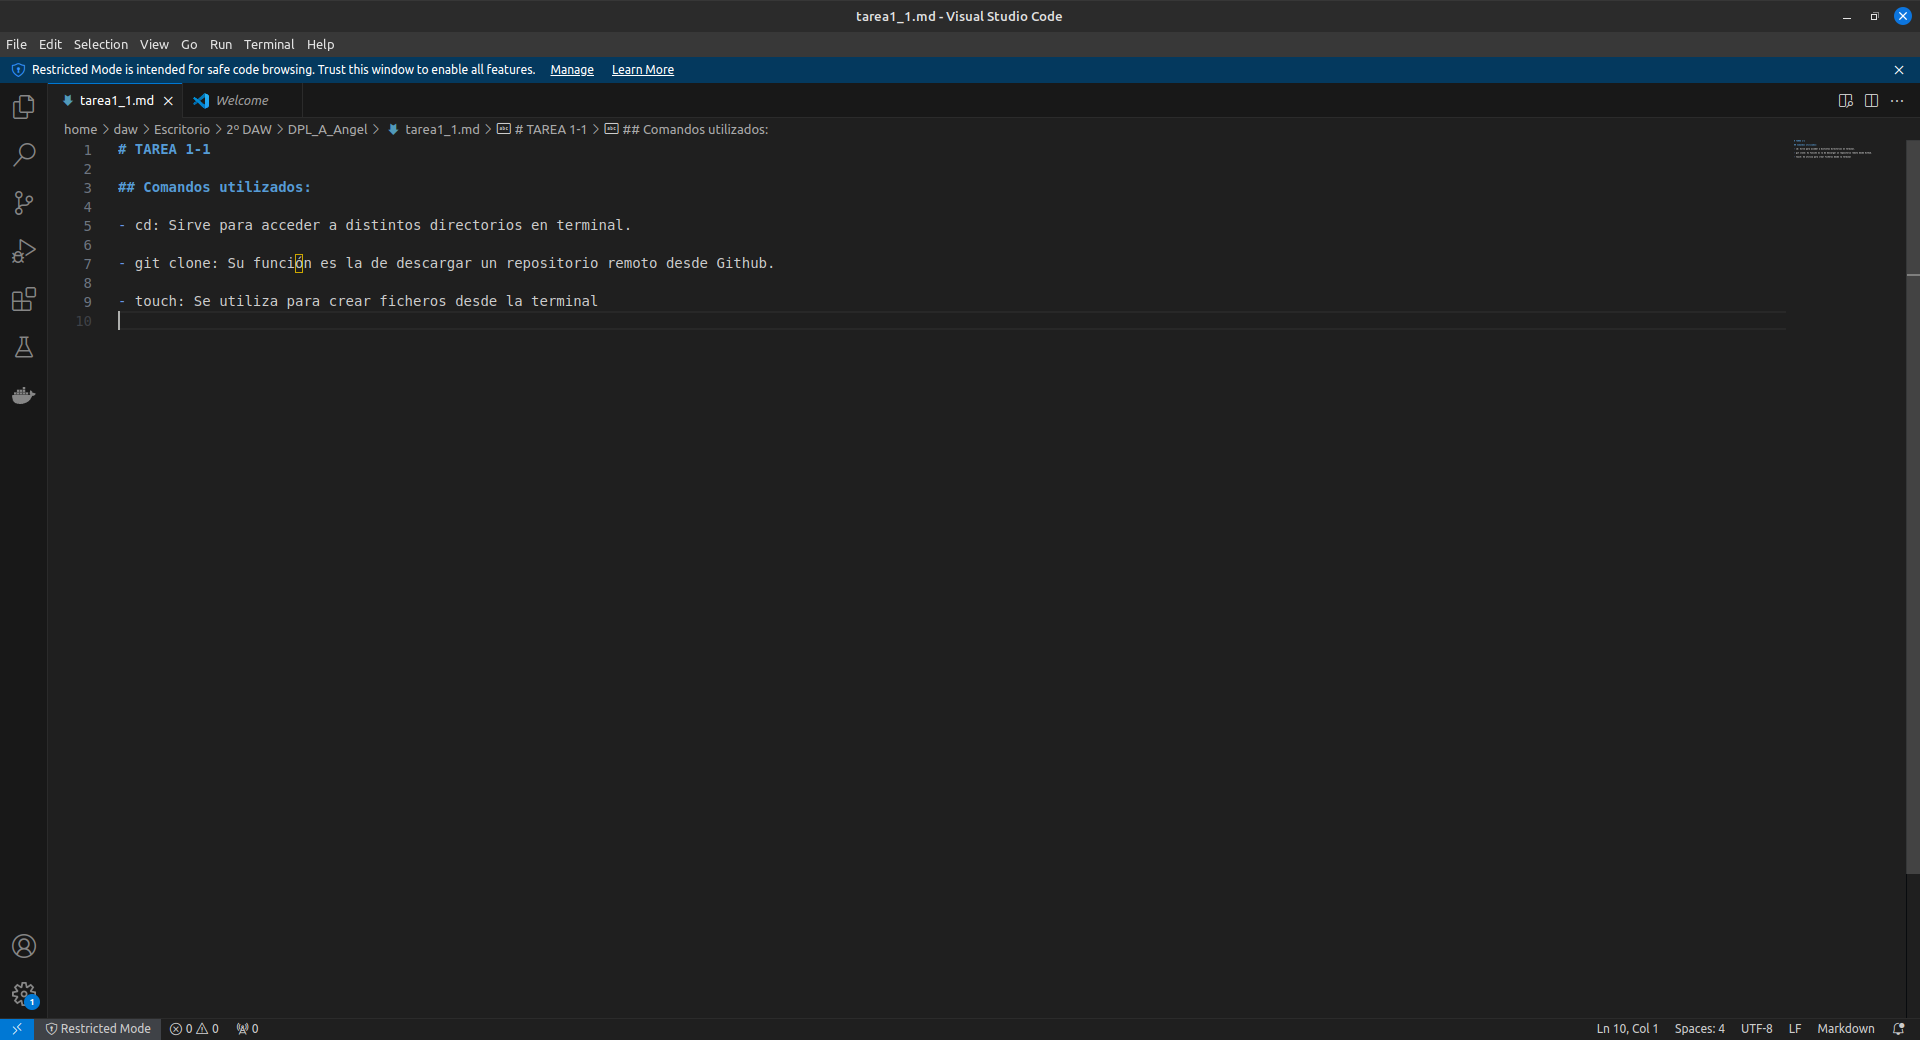 tarea1_1.md - Visual Studio Code
File Edit Selection View Go Run Terminal Help
Restricted Mode is intended for safe code browsing. Trust this window to enable all features. Manage Learn More
tarea1_1.md Welcome
home > daw > Escritorio > 2º DAW > DPL_A_Angel > tarea1_1.md > # TAREA 1-1 > ## Comandos utilizados:
1 # TAREA 1-1
2
3 ## Comandos utilizados:
4
5 - cd: Sirve para acceder a distintos directorios en terminal.
6
7 - git clone: Su función es la de descargar un repositorio remoto desde Github.
8
9 - touch: Se utiliza para crear ficheros desde la terminal
10
1
Restricted Mode 0 0 0 Ln 10, Col 1 Spaces: 4 UTF-8 LF Markdown